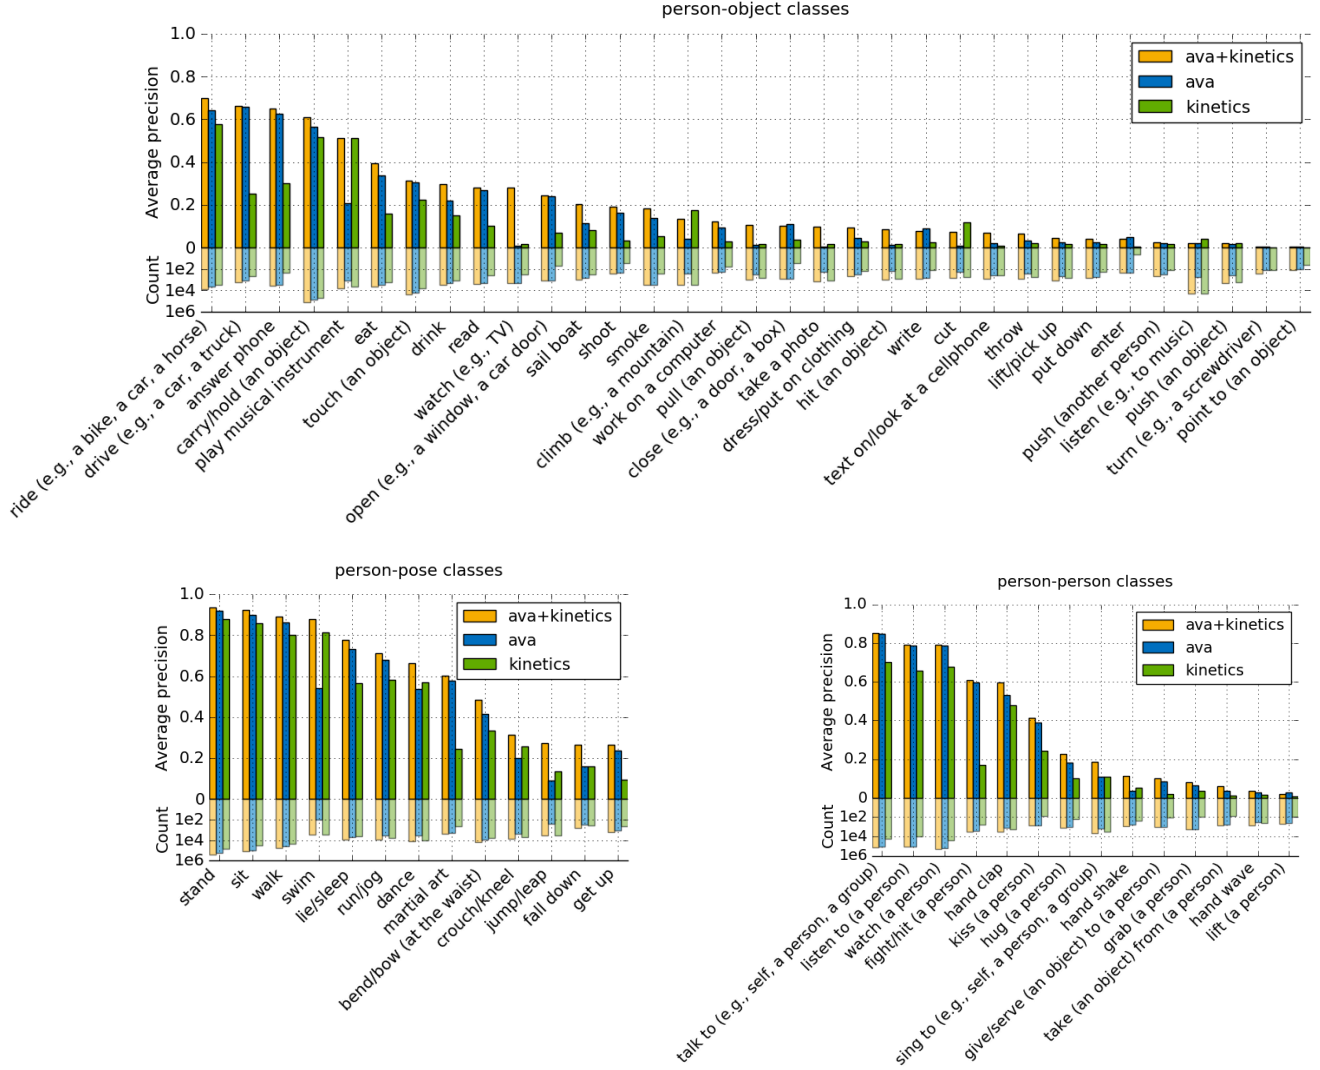 person-object classes
1.0
0.8
0.6
0.4
0.2
0
1e2
1e4
1e6
Average precision
Count
ava+kinetics
ava
kinetics
ride (e.g., a bike, a car, a horse)
drive (e.g., a car, a truck)
answer phone
carry/hold (an object)
play musical instrument
eat
touch (an object)
drink
read
watch (e.g., TV)
open (e.g., a window, a car door)
sail boat
shoot
smoke
climb (e.g., a mountain)
work on a computer
pull (an object)
close (e.g., a door, a box)
take a photo
dress/put on clothing
hit (an object)
write
cut
text on/look at a cellphone
throw
lift/pick up
put down
enter
push (another person)
listen (e.g., to music)
push (an object)
turn (e.g., a screwdriver)
point to (an object)
person-pose classes
1.0
0.8
0.6
0.4
0.2
0
1e2
1e4
1e6
Average precision
Count
ava+kinetics
ava
kinetics
stand
sit
walk
swim
lie/sleep
run/jog
dance
martial art
bend/bow (at the waist)
crouch/kneel
jump/leap
fall down
get up
person-person classes
1.0
0.8
0.6
0.4
0.2
0
1e2
1e4
1e6
Average precision
Count
ava+kinetics
ava
kinetics
talk to (e.g., self, a person, a group)
listen to (a person)
watch (a person)
fight/hit (a person)
hand clap
kiss (a person)
hug (a person)
sing to (e.g., self, a person, a group)
hand shake
give/serve (an object) to (a person)
grab (a person)
take (an object) from (a person)
hand wave
lift (a person)